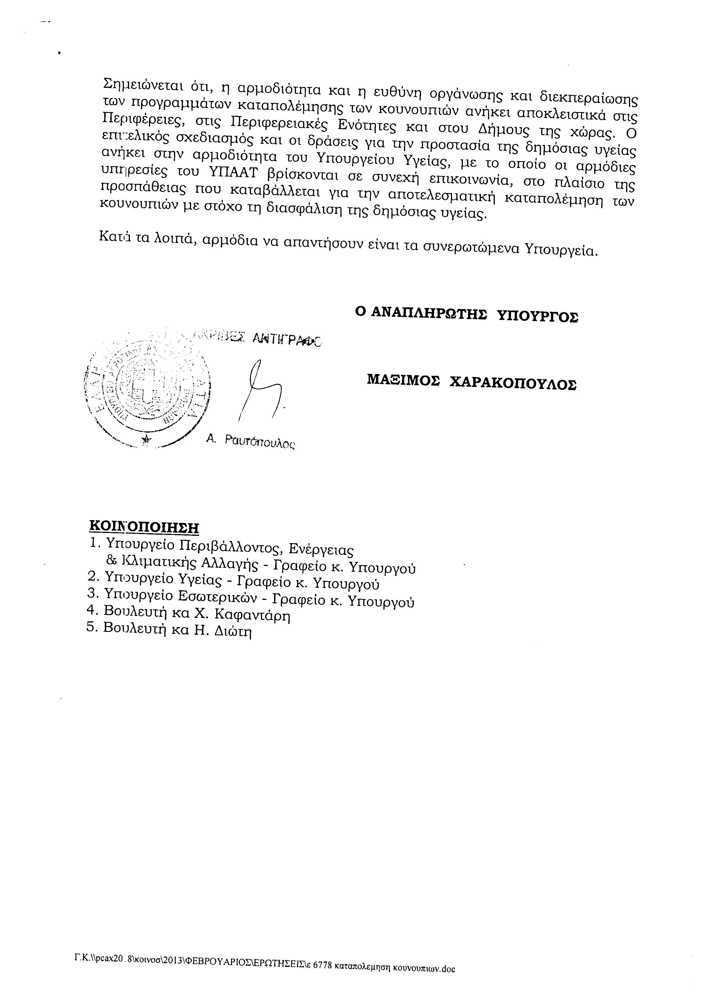 Σημειώνεται ότι, η αρμοδιότητα και η ευθύνη οργάνωσης και διεκπεραίωσης
των προγραμμάτων καταπολέμησης των κουνουπιών ανήκει αποκλειστικά στις
Περιφέρειες, στις Περιφερειακές Ενότητες και στου Δήμους της χώρας. Ο
επιτελικός σχεδιασμός και οι δράσεις για την προστασία της δημόσιας υγείας
ανήκει στην αρμοδιότητα του Υπουργείου Υγείας, με το οποίο οι αρμόδιες
υπηρεσίες του ΥΠΑΑΤ βρίσκονται σε συνεχή επικοινωνία, στο πλαίσιο της
προσπάθειας που καταβάλλεται για την αποτελεσματική καταπολέμηση των
κουνουπιών με στόχο τη διασφάλιση της δημόσιας υγείας.
Κατά τα λοιπά, αρμόδια να απαντήσουν είναι τα συνερωτώμενα Υπουργεία.
Ο ΑΝΑΠΛΗΡΩΤΗΣ ΥΠΟΥΡΓΟΣ
ΑΚΡΙΒΕΣ ΑΝΤΙΓΡΑΦΟ
ΜΑΞΙΜΟΣ ΧΑΡΑΚΟΠΟΥΛΟΣ
Α. Ραυτόπουλος
ΚΟΙΝΟΠΟΙΗΣΗ
1. Υπουργείο Περιβάλλοντος, Ενέργειας
& Κλιματικής Αλλαγής - Γραφείο κ. Υπουργού
2. Υπουργείο Υγείας - Γραφείο κ. Υπουργού
3. Υπουργείο Εσωτερικών - Γραφείο κ. Υπουργού
4. Βουλευτή κα Χ. Καφαντάρη
5. Βουλευτή κα Η. Διώτη
Γ.Κ.\\pcax20 .8\κοινοσ\2013\ΦΕΒΡΟΥΑΡΙΟΣ\ΕΡΩΤΗΣΕΙΣ\ε 6778 καταπολεμηση κουνουπιων.doc